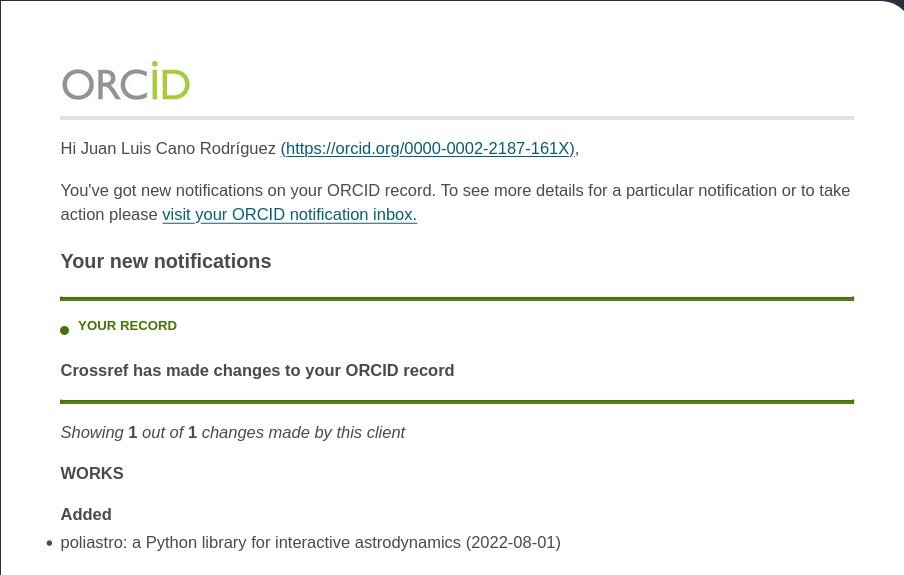 ORCiD
Hi Juan Luis Cano Rodríguez (https://orcid.org/0000-0002-2187-161X),
You've got new notifications on your ORCID record. To see more details for a particular notification or to take
action please visit your ORCID notification inbox.
Your new notifications
● YOUR RECORD
Crossref has made changes to your ORCID record
Showing 1 out of 1 changes made by this client
WORKS
Added
• poliastro: a Python library for interactive astrodynamics (2022-08-01)